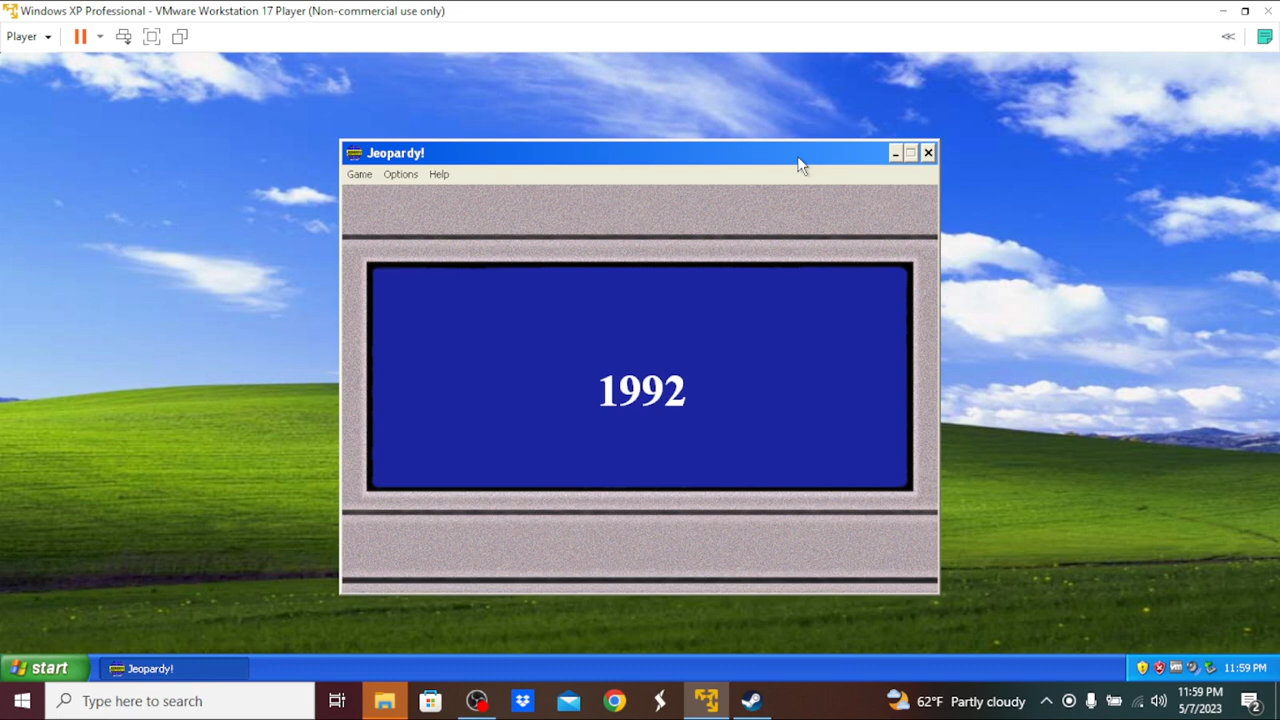 Windows XP Professional - VMware Workstation 17 Player (Non-commercial use only)
Player
Jeopardy!
Game Options Help
1992
start Jeopardy! 11:59 PM
Type here to search 62°F Partly cloudy 11:59 PM
5/7/2023
2